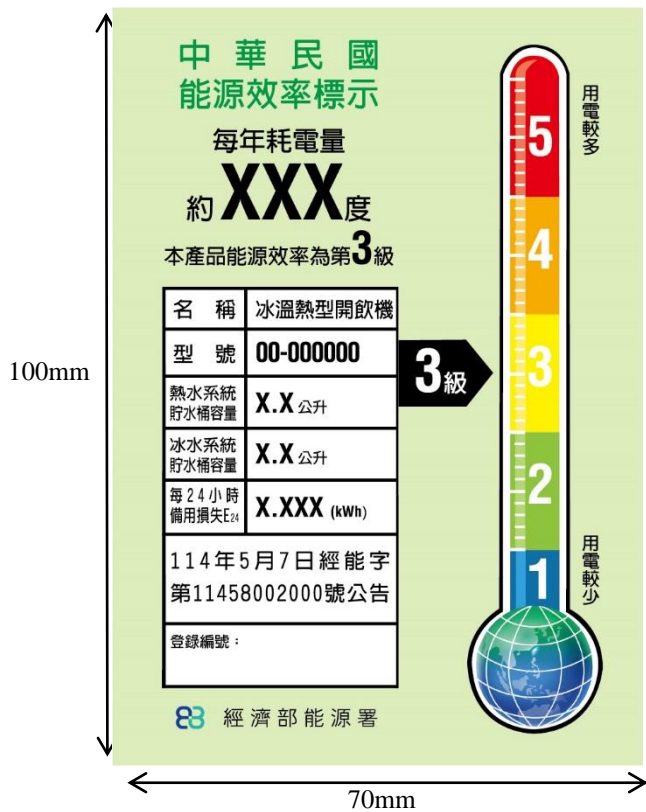 中華民國
能源效率標示
每年耗電量
約XXX度
本產品能源效率為第3級
名稱 冰溫熱型開飲機
型號 00-000000
熱水系統
貯水桶容量 X.X公升
冰水系統
貯水桶容量 X.X公升
每24小時
備用損失E24 X.XXX (kWh)
114年5月7日經能字
第11458002000號公告
登錄編號：
經濟部能源署
3級
用電較多
5
4
3
2
1
用電較少
100mm
70mm